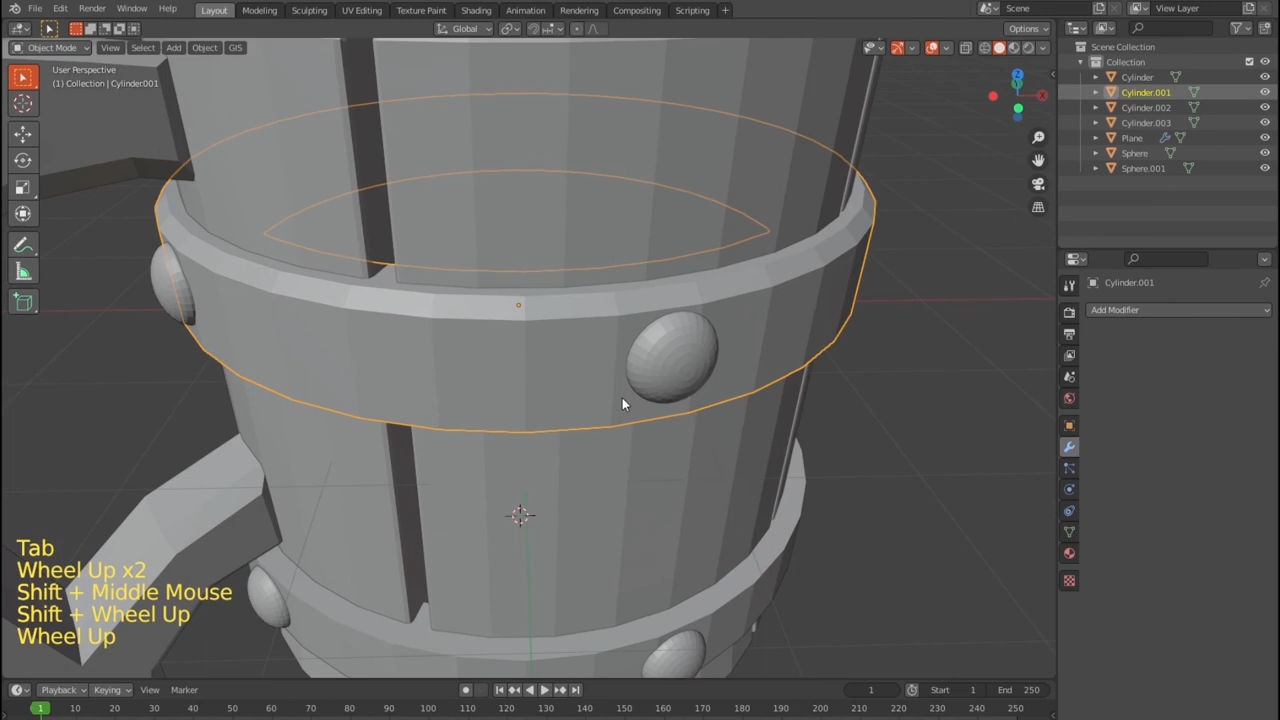 File Edit Render Window Help Layout Modeling Sculpting UV Editing Texture Paint Shading Animation Rendering Compositing Scripting + Scene View Layer
Global Options
Object Mode View Select Add Object GIS
User Perspective
(1) Collection | Cylinder001
Z
X
Scene Collection
Collection
Cylinder
Cylinder.001
Cylinder.002
Cylinder.003
Plane
Sphere
Sphere.001
Cylinder.001
Add Modifier
Tab
Wheel Up x2
Shift + Middle Mouse
Shift + Wheel Up
Wheel Up
Playback Keying View Marker 1 Start 1 End 250
1 10 20 30 40 50 60 70 80 90 100 110 120 130 140 150 160 170 180 190 200 210 220 230 240 250